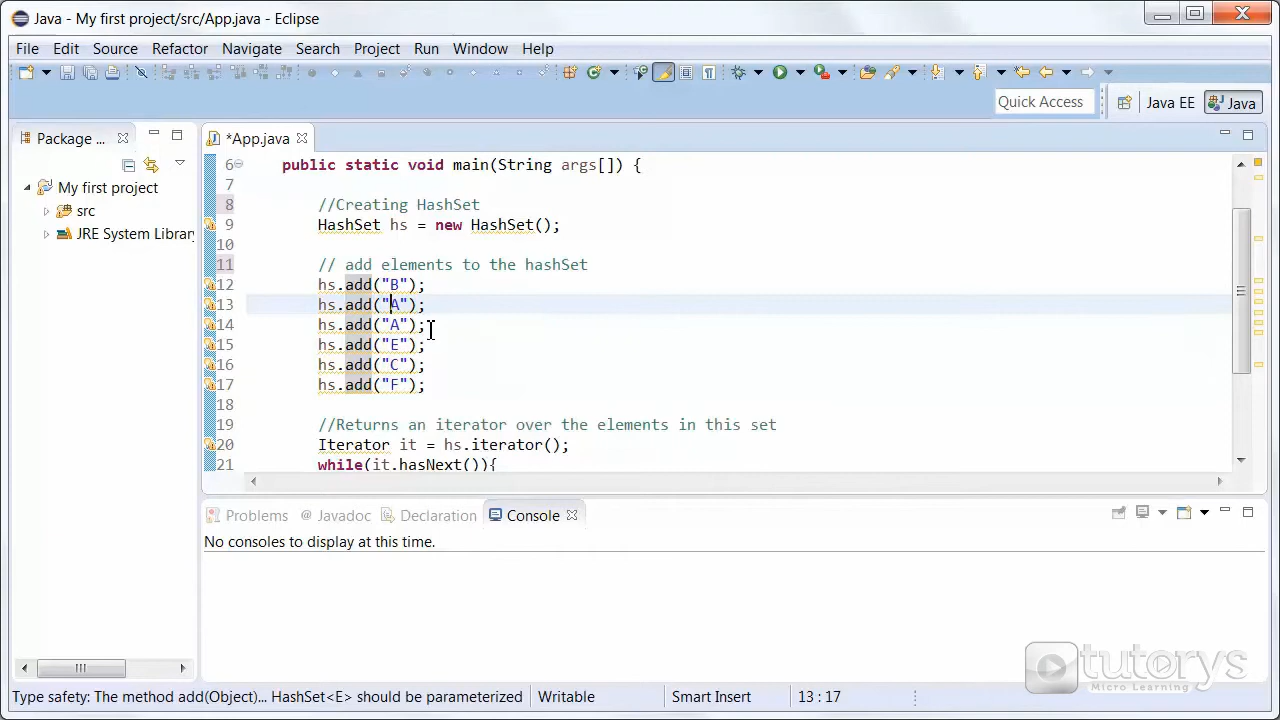 Java - My first project/src/App.java - Eclipse
File Edit Source Refactor Navigate Search Project Run Window Help
Quick Access
Java EE
Java
Package ...
*App.java
My first project
src
JRE System Library
6 public static void main(String args[]) {
7
8 //Creating HashSet
9 HashSet hs = new HashSet();
10
11 // add elements to the hashSet
12 hs.add("B");
13 hs.add("A");
14 hs.add("A");
15 hs.add("E");
16 hs.add("C");
17 hs.add("F");
18
19 //Returns an iterator over the elements in this set
20 Iterator it = hs.iterator();
21 while(it.hasNext()){
Problems @ Javadoc Declaration Console
No consoles to display at this time.
tutorys
Micro Learning
Type safety: The method add(Object)... HashSet<E> should be parameterized Writable Smart Insert 13 : 17